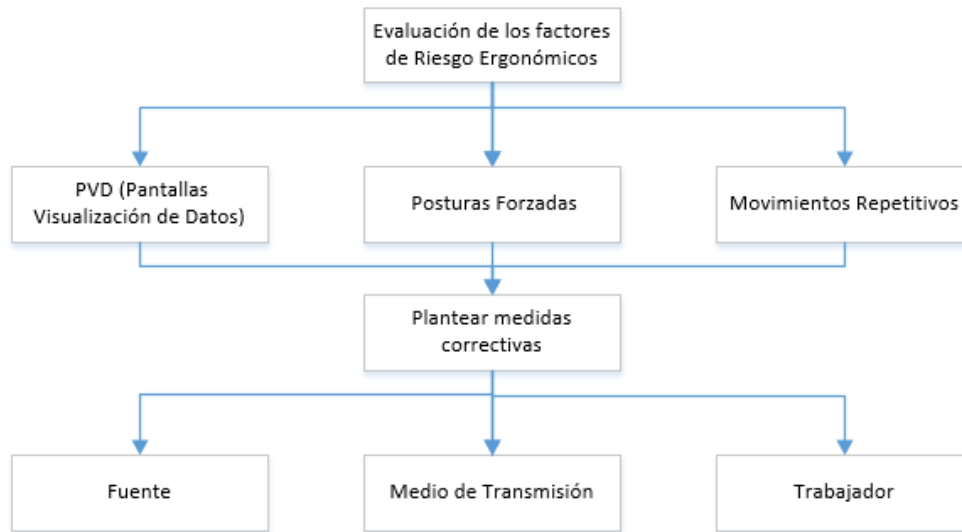 Evaluación de los factores
de Riesgo Ergonómicos
PVD (Pantallas
Visualización de Datos)
Posturas Forzadas
Movimientos Repetitivos
Plantear medidas
correctivas
Fuente
Medio de Transmisión
Trabajador